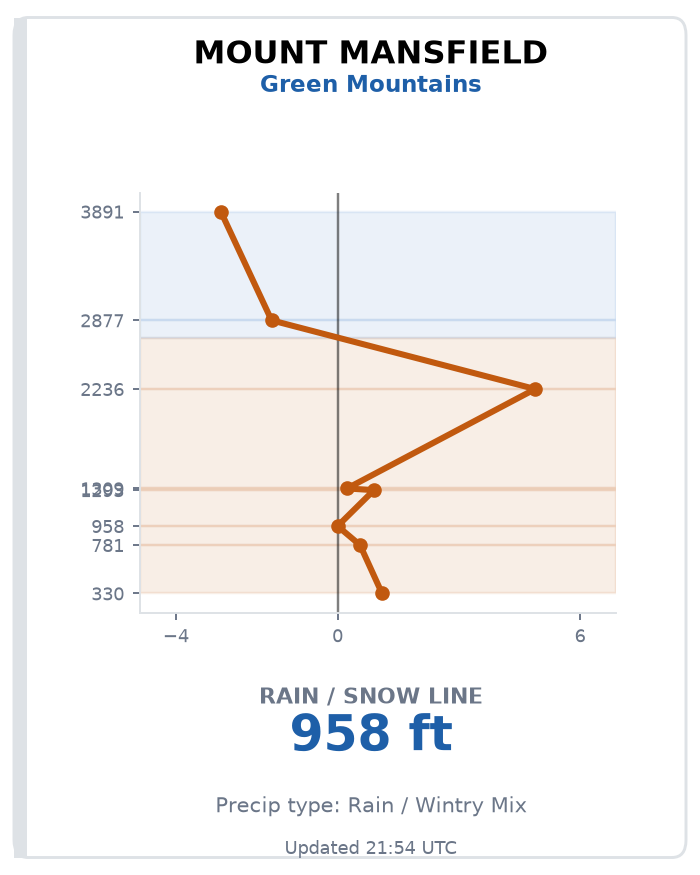 MOUNT MANSFIELD
Green Mountains
3891
2877
2236
958
781
330
−4 0 6
RAIN / SNOW LINE
958 ft
Precip type: Rain / Wintry Mix
Updated 21:54 UTC